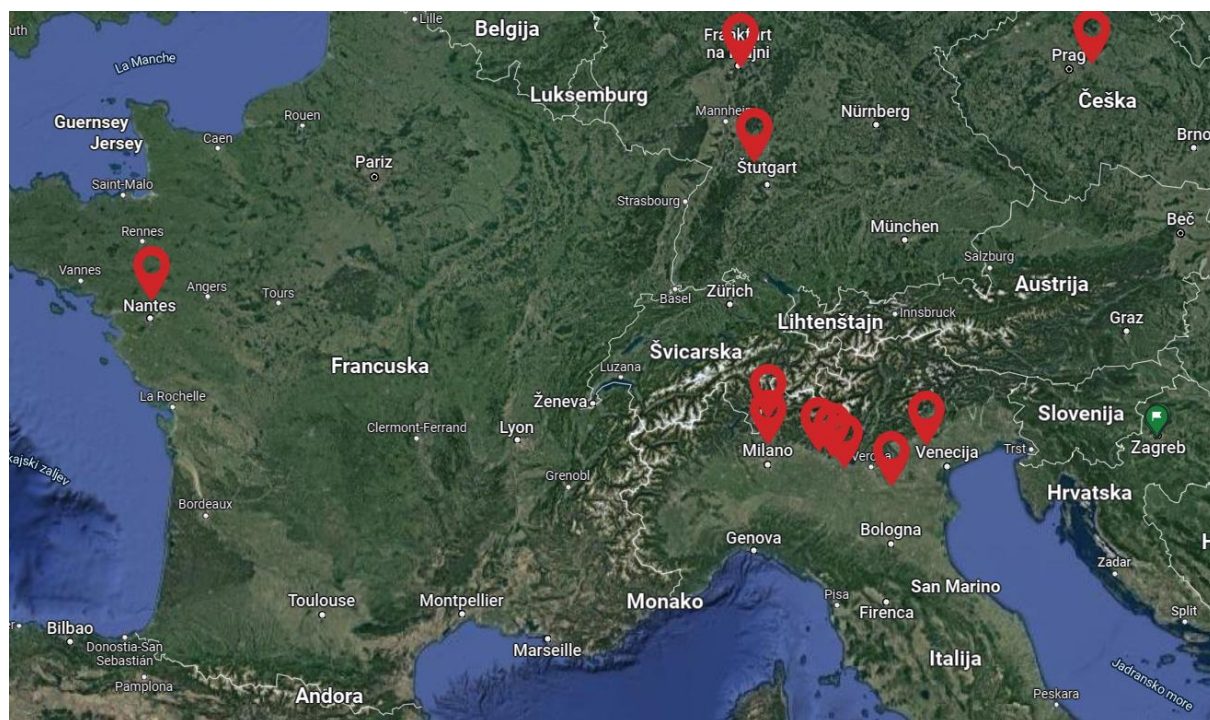 Lille
Belgija
uth
La Manche
Frankfurt
na Majni
Prag
Luksemburg
Češka
Guernsey
Jersey
Rouen
Mannheim
Nürnberg
Caen
Brno
Pariz
Štutgart
Saint-Malo
Strasbourg
Beč
Rennes
München
Vannes
Salzburg
Nantes
Angers
Tours
Basel
Zürich
Austrija
Lihtenštajn
Innsbruck
Graz
Francuska
Švicarska
Luzana
La Rochelle
Ženeva
Clermont-Ferrand
Lyon
Slovenija
Zagreb
Milano
Verona
Venecija
Trst
kajski zaljev
Grenobl
Hrvatska
Bordeaux
Genova
Bologna
H
Zadar
San Marino
Toulouse
Montpellier
Monako
Pisa
Firenca
Split
er
Bilbao
Donostia-San
Sebastián
Marseille
Italija
Jadransko more
Pamplona
Andora
Peskara